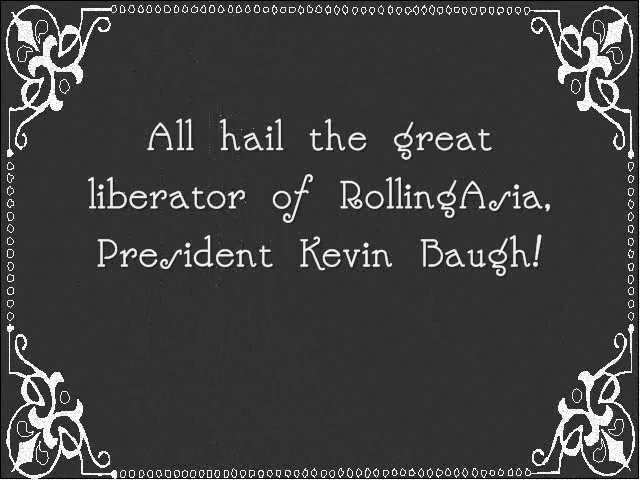 All hail the great
liberator of RollingAsia,
President Kevin Baugh!